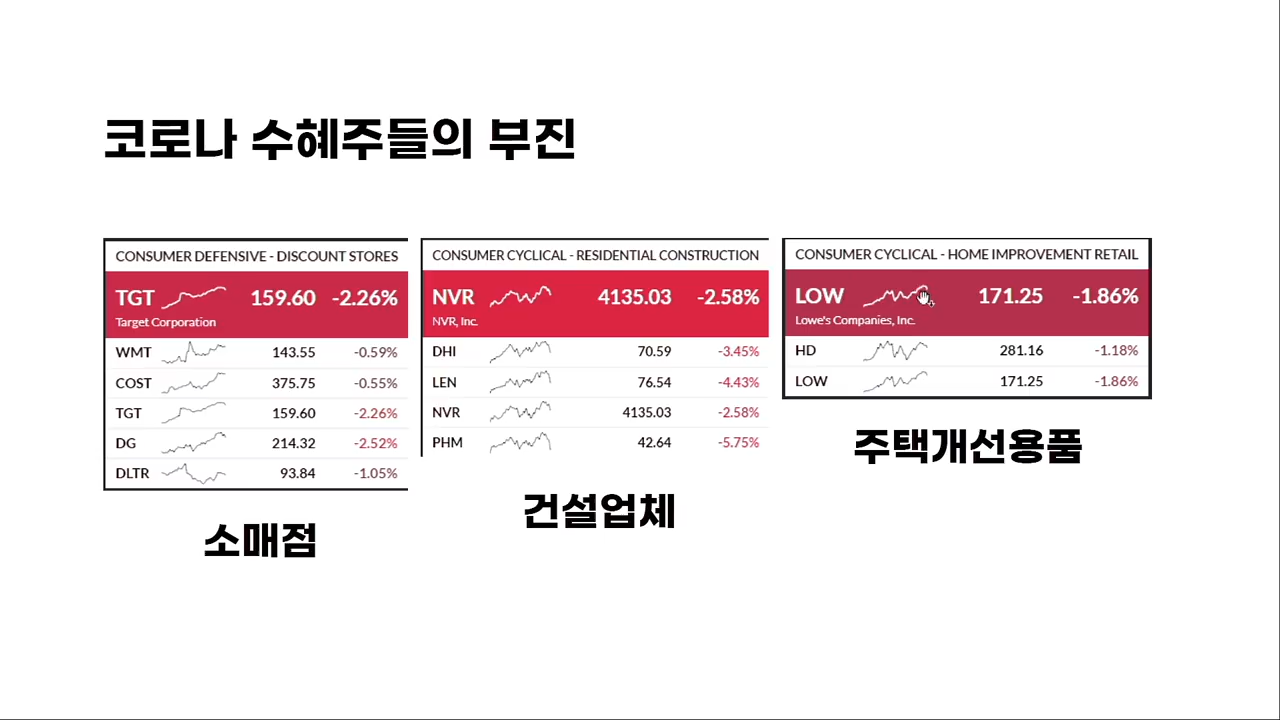 코로나 수혜주들의 부진
CONSUMER DEFENSIVE - DISCOUNT STORES
TGT 159.60 -2.26%
Target Corporation
WMT 143.55 -0.59%
COST 375.75 -0.55%
TGT 159.60 -2.26%
DG 214.32 -2.52%
DLTR 93.84 -1.05%
소매점
CONSUMER CYCLICAL - RESIDENTIAL CONSTRUCTION
NVR 4135.03 -2.58%
NVR, Inc.
DHI 70.59 -3.45%
LEN 76.54 -4.43%
NVR 4135.03 -2.58%
PHM 42.64 -5.75%
건설업체
CONSUMER CYCLICAL - HOME IMPROVEMENT RETAIL
LOW 171.25 -1.86%
Lowe's Companies, Inc.
HD 281.16 -1.18%
LOW 171.25 -1.86%
주택개선용품